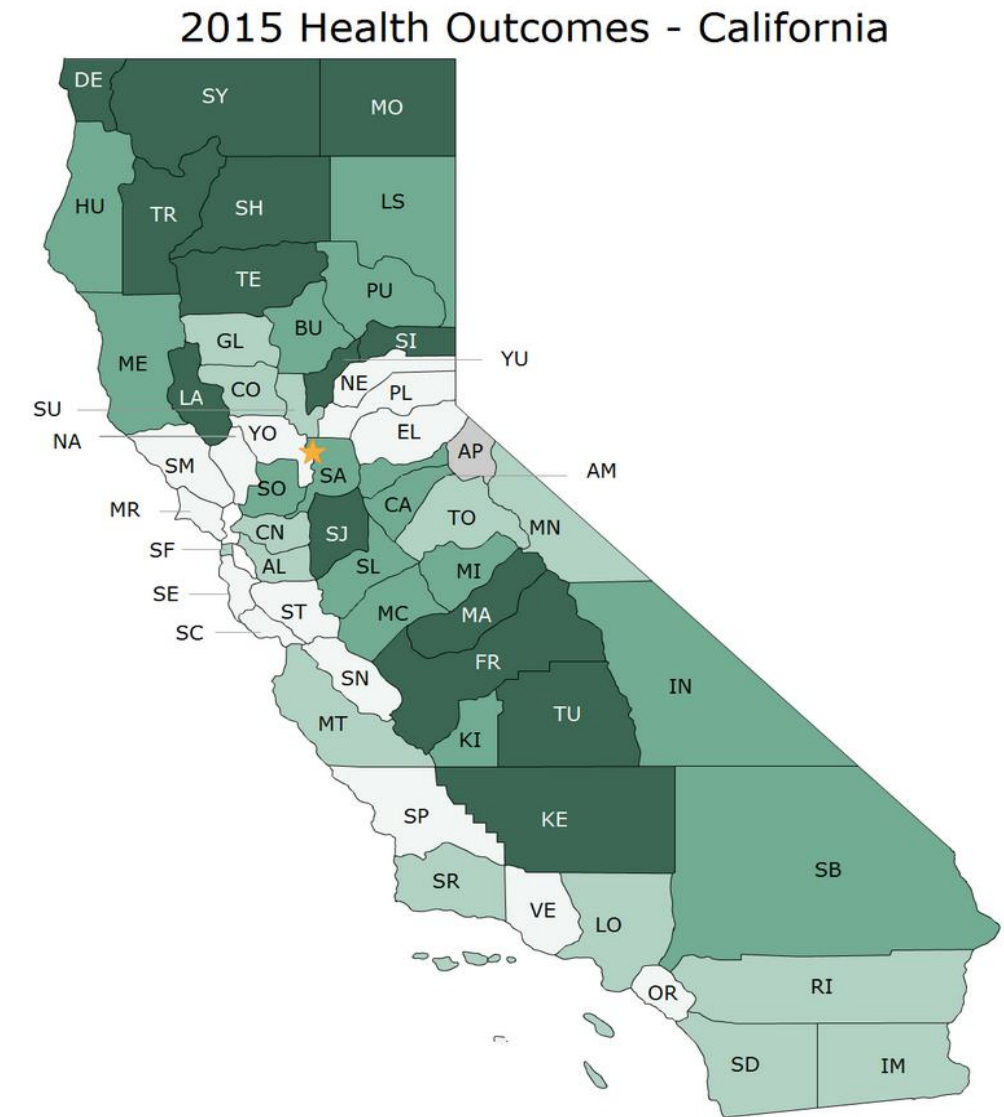 2015 Health Outcomes - California
DE
SY
MO
HU
TR
SH
LS
TE
PU
BU
GL
SI
YU
ME
LA
CO
NE
PL
SU
NA
YO
EL
AP
SM
SA
AM
SO
CA
MR
TO
MN
CN
SJ
SF
AL
SL
MI
SE
ST
MC
MA
SC
FR
SN
IN
MT
TU
KI
SP
KE
SB
SR
VE
LO
OR
RI
SD
IM